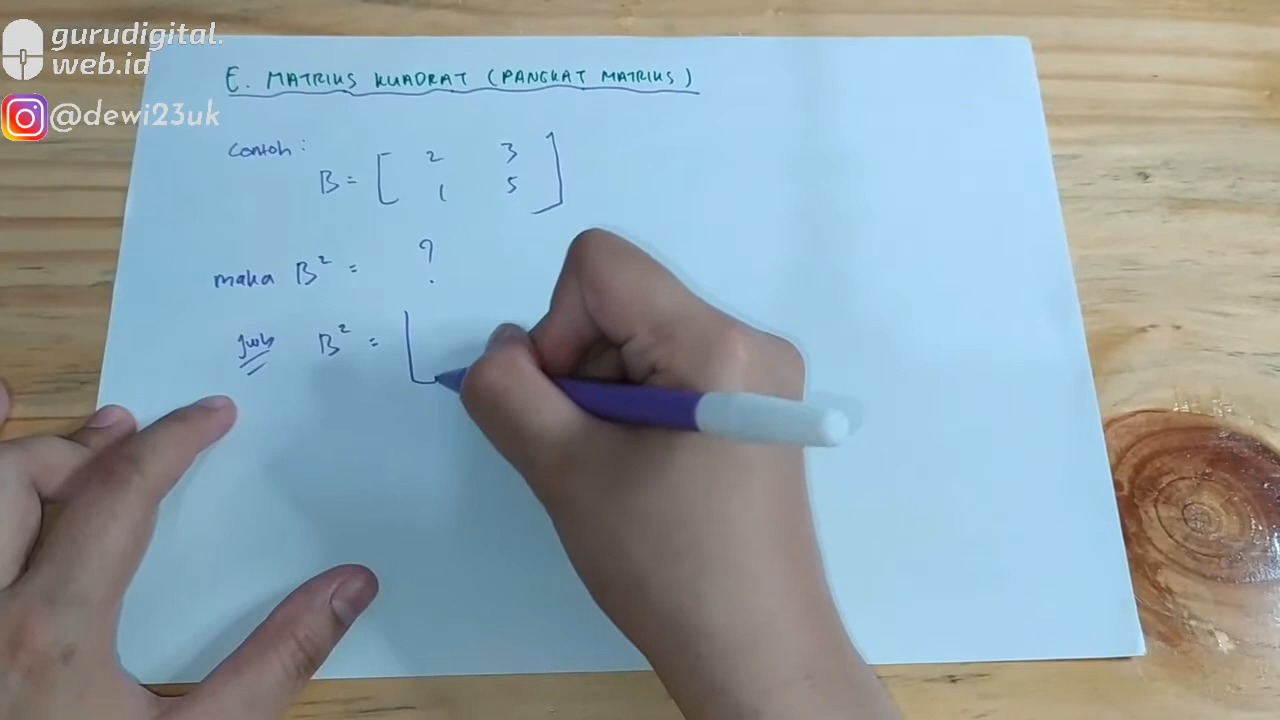 gurudigital.
web.id
@dewi23uk
E. MATRIKS KUADRAT (PANGKAT MATRIKS)
Contoh :
B = [ 2 3
1 5 ]
maka B² = ?
Jwb B² = [